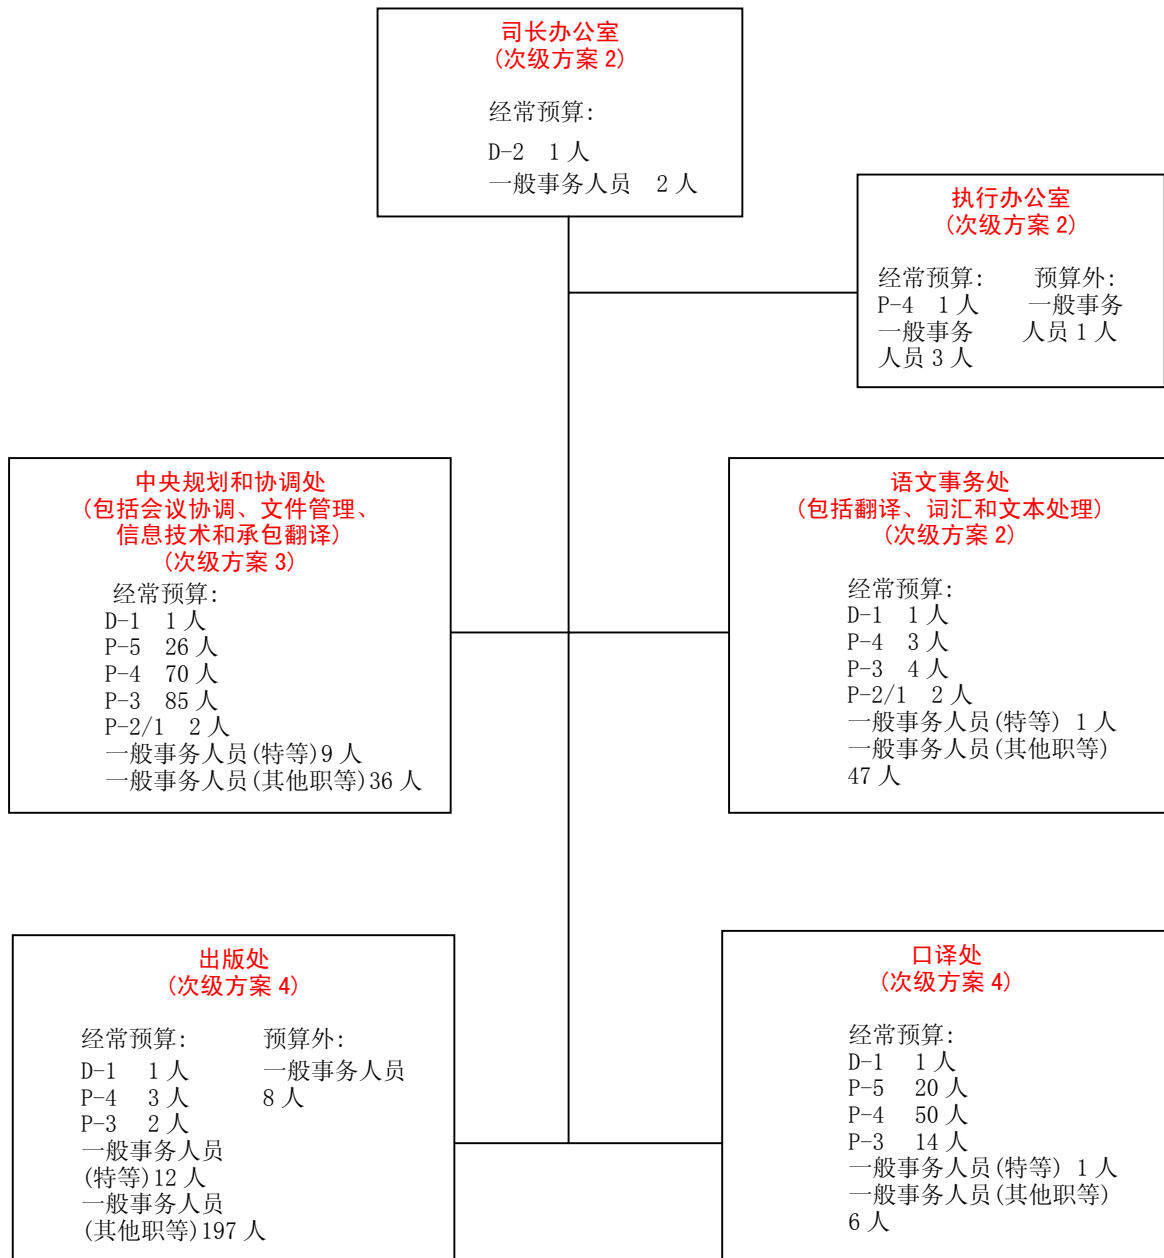 司长办公室
(次级方案 2)
经常预算:
D-2 1 人
一般事务人员 2 人
执行办公室
(次级方案 2)
经常预算: 预算外:
P-4 1 人 一般事务
一般事务 人员 1 人
人员 3 人
中央规划和协调处
(包括会议协调、文件管理、
信息技术和承包翻译)
(次级方案 3)
经常预算:
D-1 1 人
P-5 26 人
P-4 70 人
P-3 85 人
P-2/1 2 人
一般事务人员(特等)9 人
一般事务人员(其他职等)36 人
语文事务处
(包括翻译、词汇和文本处理)
(次级方案 2)
经常预算:
D-1 1 人
P-4 3 人
P-3 4 人
P-2/1 2 人
一般事务人员(特等) 1 人
一般事务人员(其他职等)
47 人
出版处
(次级方案 4)
经常预算: 预算外:
D-1 1 人 一般事务人员
P-4 3 人 8 人
P-3 2 人
一般事务人员
(特等)12 人
一般事务人员
(其他职等)197 人
口译处
(次级方案 4)
经常预算:
D-1 1 人
P-5 20 人
P-4 50 人
P-3 14 人
一般事务人员(特等) 1 人
一般事务人员(其他职等)
6 人